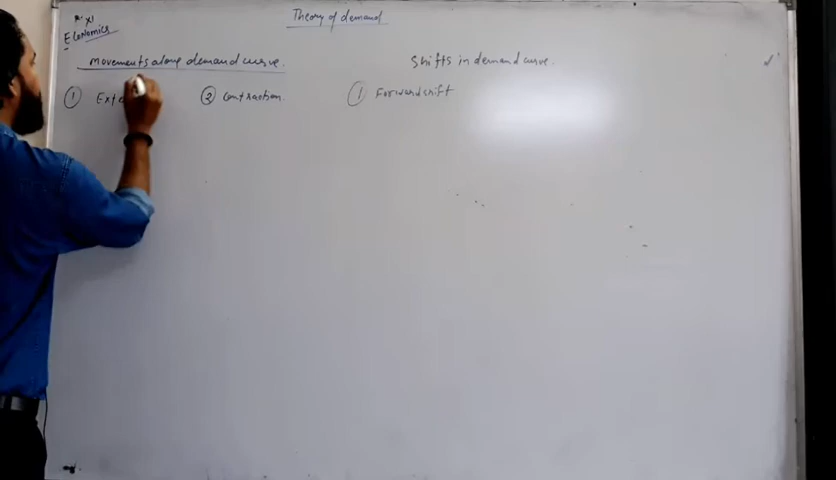 XI
Economics
Theory of demand
movements along demand curve.
Shifts in demand curve.
① Ext
② Contraction.
① Forward shift